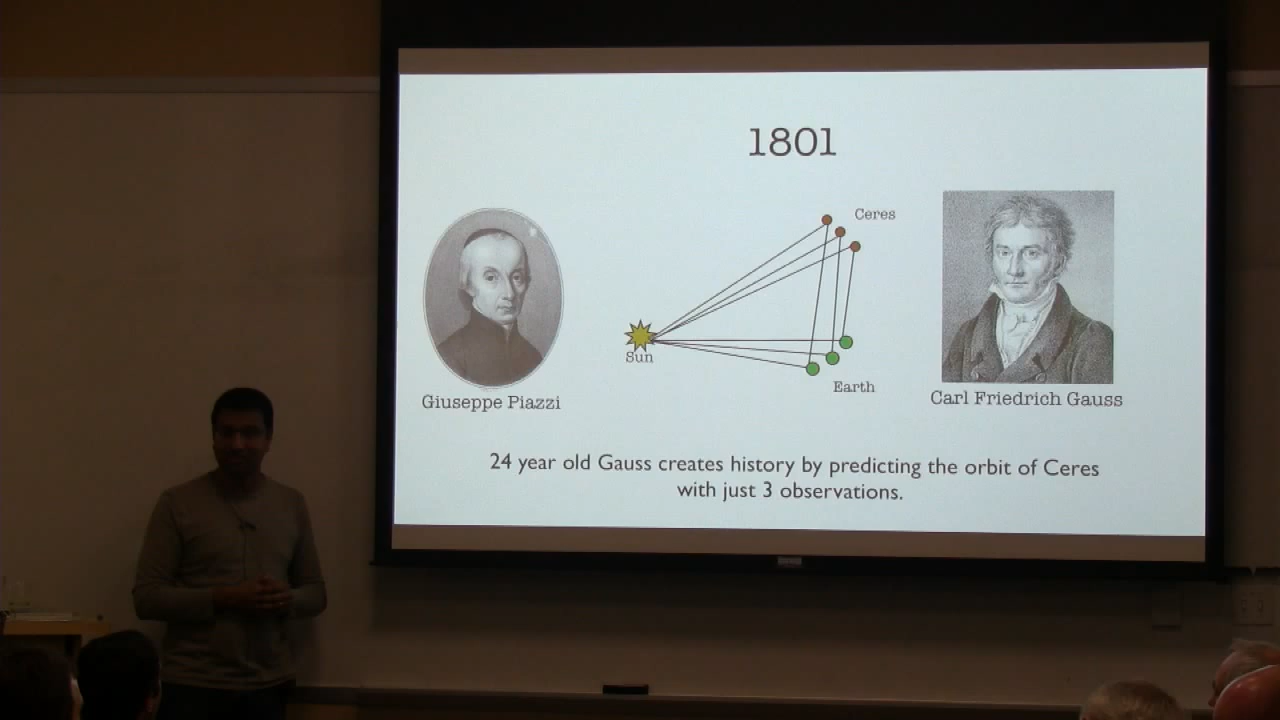 1801
Ceres
Sun
Earth
Giuseppe Piazzi
Carl Friedrich Gauss
24 year old Gauss creates history by predicting the orbit of Ceres
with just 3 observations.